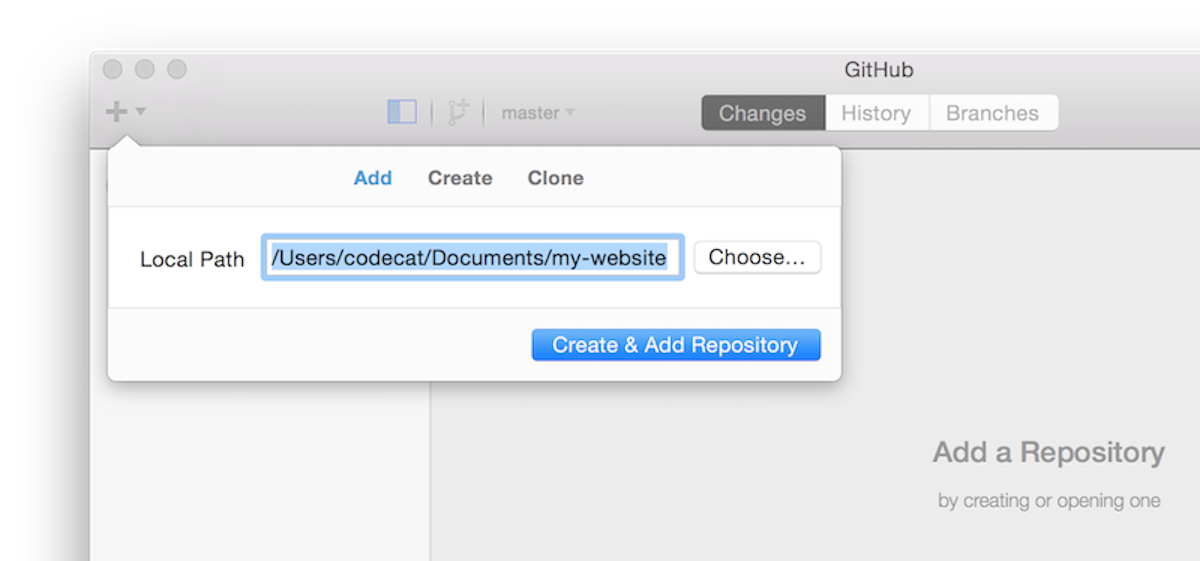 GitHub
master
Changes History Branches
Add Create Clone
Local Path /Users/codecat/Documents/my-website Choose...
Create & Add Repository
Add a Repository
by creating or opening one